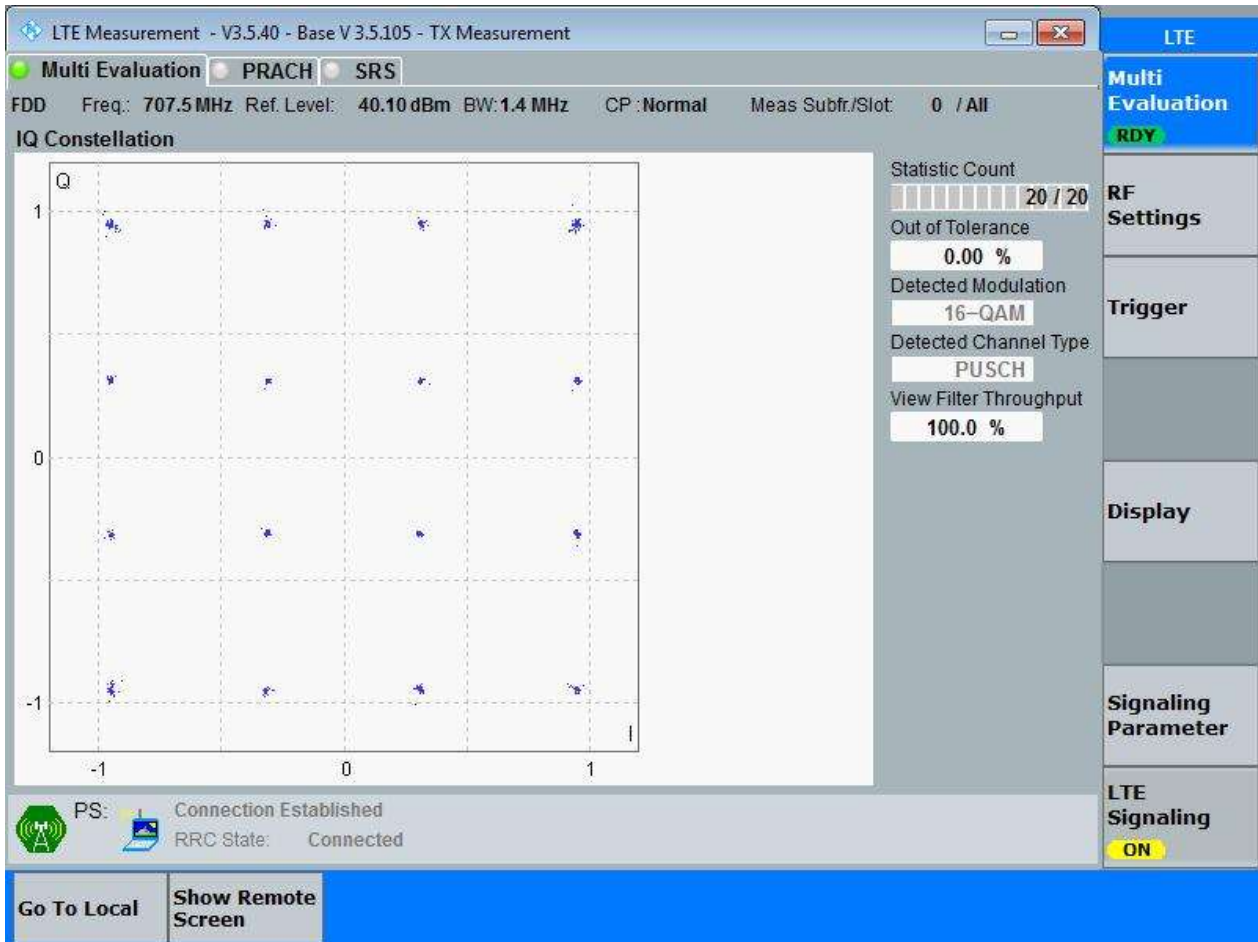 LTE Measurement - V3.5.40 - Base V 3.5.105 - TX Measurement
LTE
Multi Evaluation PRACH SRS
FDD Freq.: 707.5 MHz Ref. Level: 40.10 dBm BW: 1.4 MHz CP : Normal Meas Subfr./Slot: 0 / All
IQ Constellation
Q
1
0
-1
I
-1 0 1
Statistic Count
20 / 20
Out of Tolerance
0.00 %
Detected Modulation
16-QAM
Detected Channel Type
PUSCH
View Filter Throughput
100.0 %
Multi
Evaluation
RDY
RF
Settings
Trigger
Display
Signaling
Parameter
LTE
Signaling
ON
PS: Connection Established
RRC State: Connected
Go To Local
Show Remote
Screen